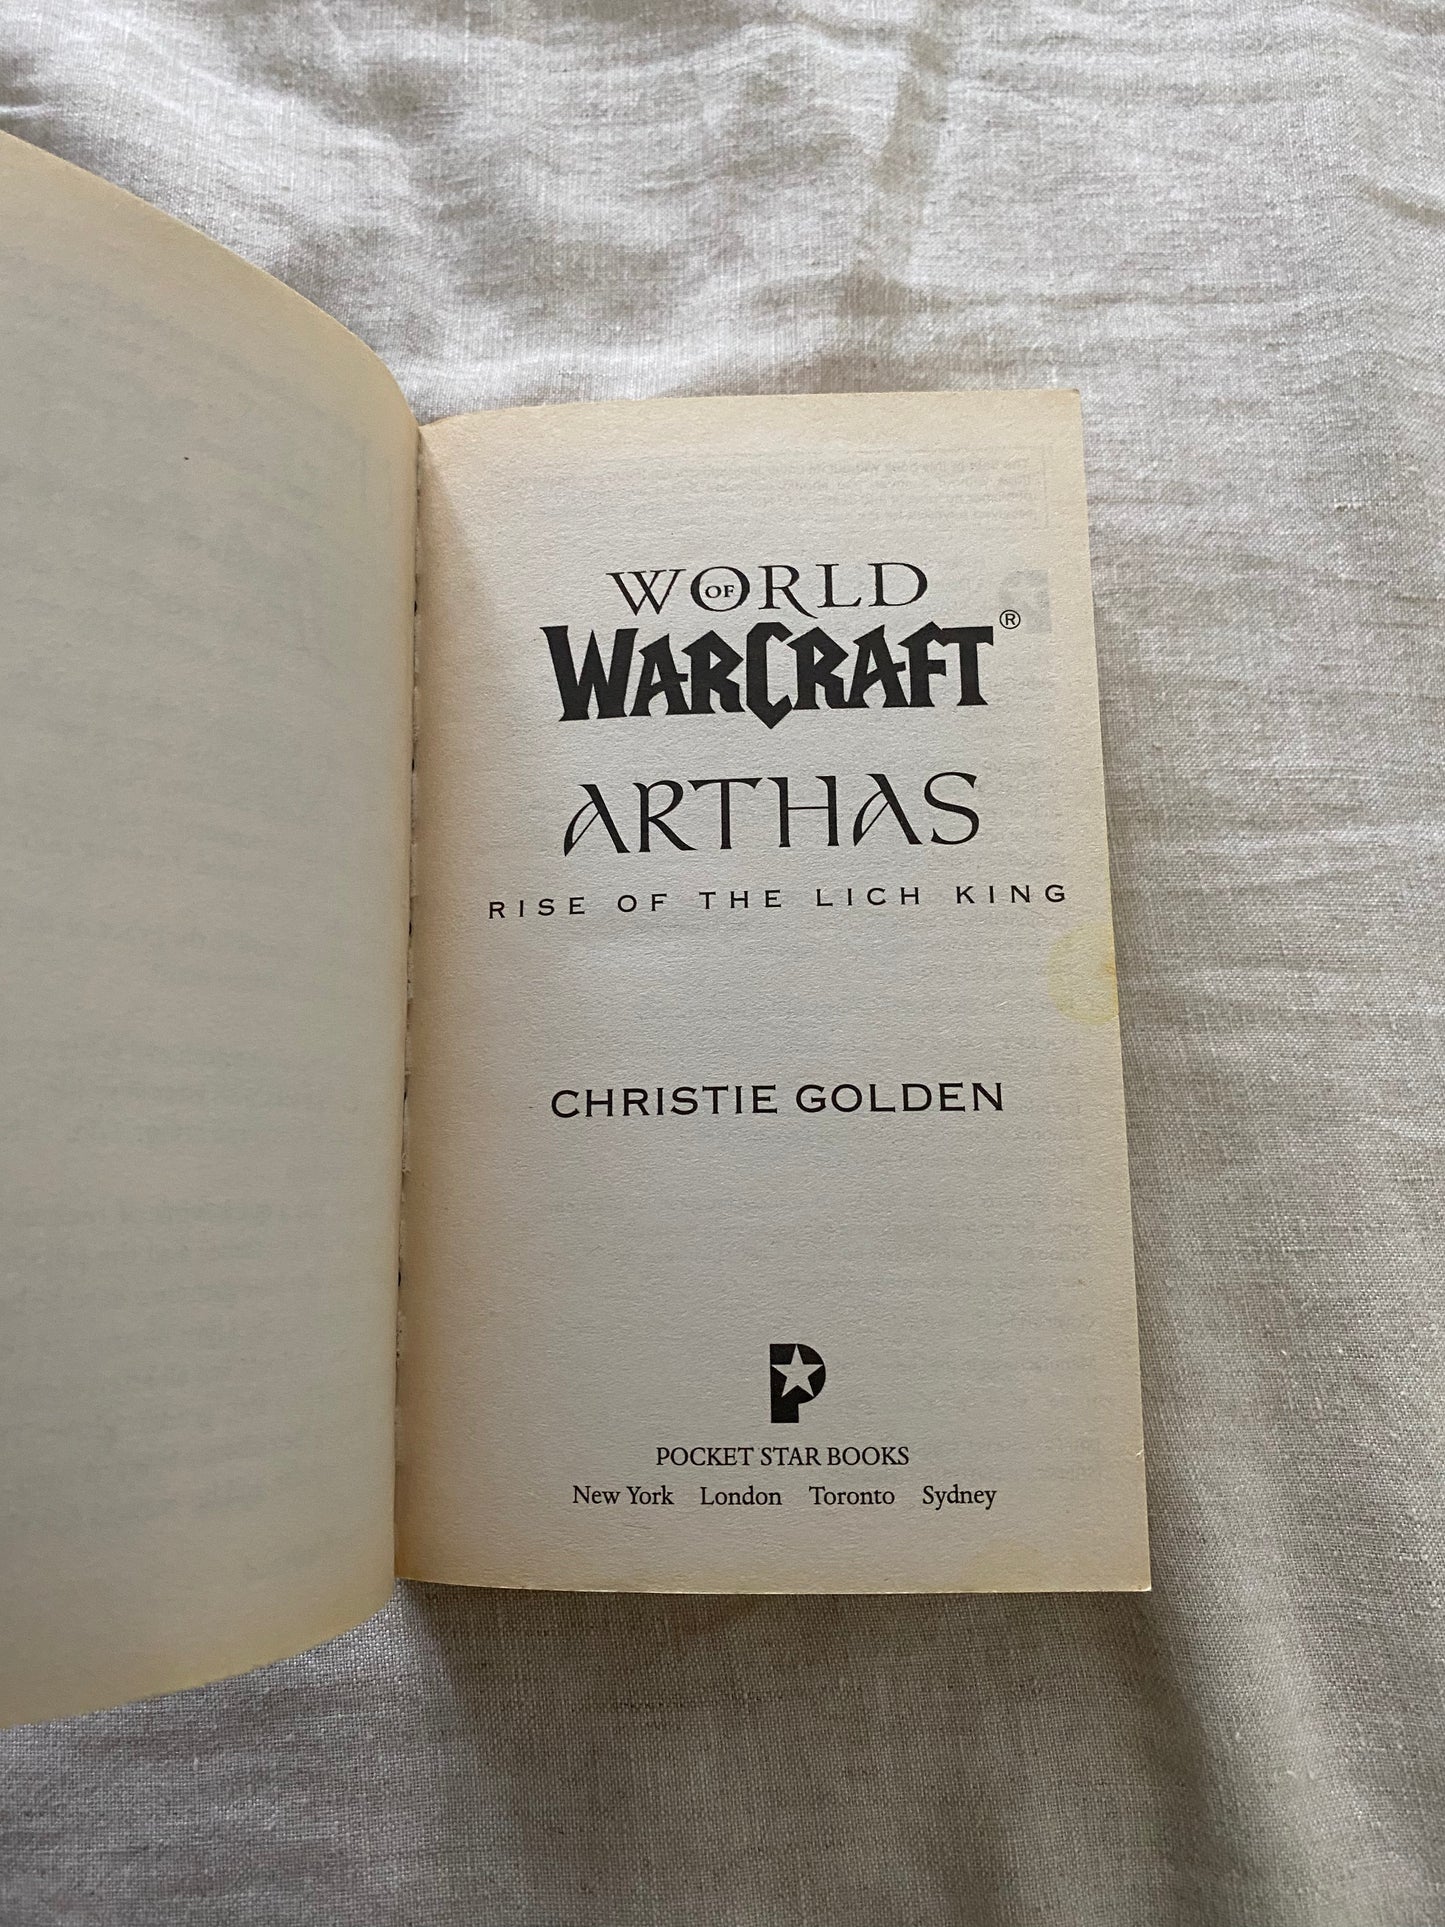 WORLD
OF
WARCRAFT®
ARTHAS
RISE OF THE LICH KING
CHRISTIE GOLDEN
P
POCKET STAR BOOKS
New York London Toronto Sydney